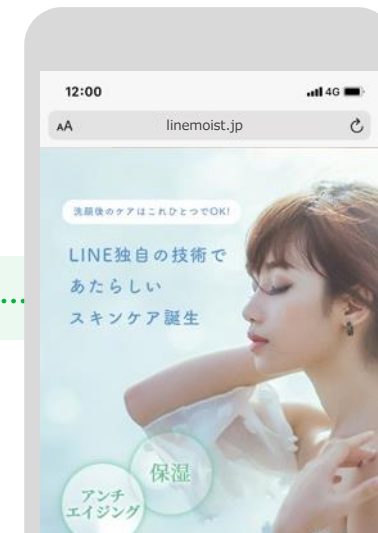 12:00
4G
AA
linemoist.jp
洗顔後のケアはこれひとつでOK!
LINE独自の技術で
あたらしい
スキンケア誕生
保湿
アンチ
エイジング